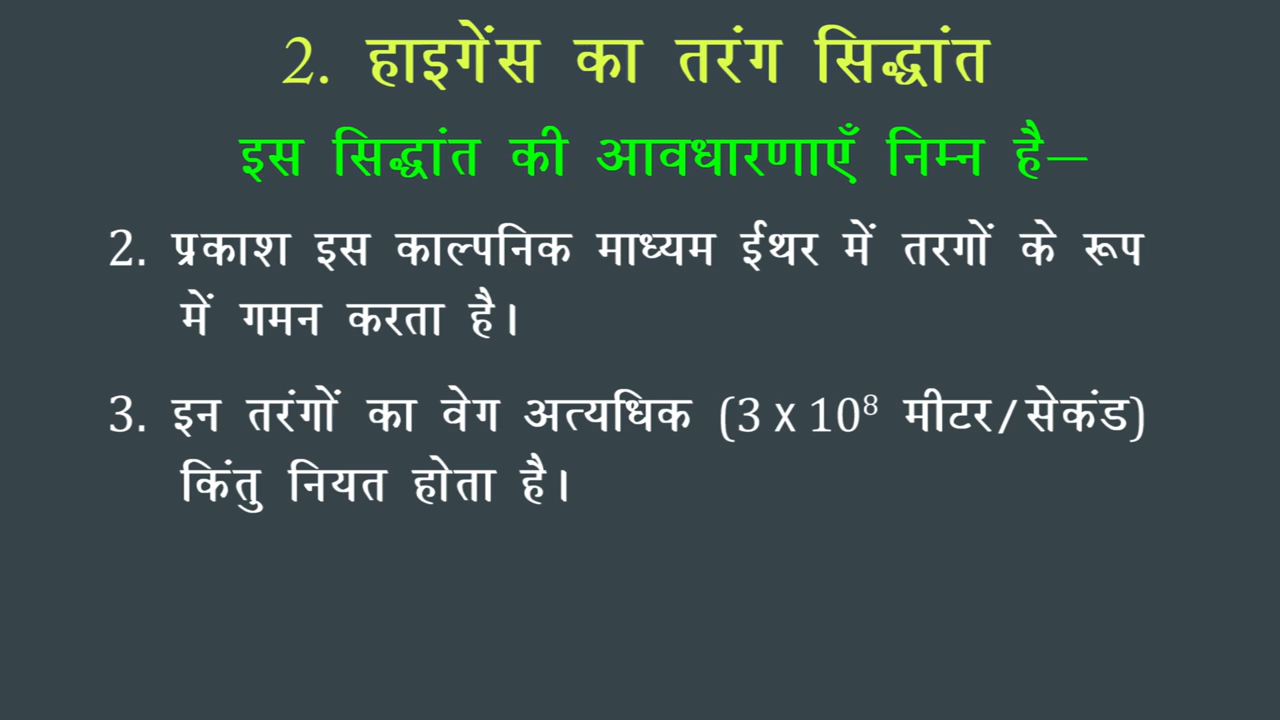 2. हाइगेंस का तरंग सिद्धांत
इस सिद्धांत की आवधारणाएँ निम्न है—
2. प्रकाश इस काल्पनिक माध्यम ईथर में तरगों के रूप
में गमन करता है।
3. इन तरंगों का वेग अत्यधिक (3 x 10⁸ मीटर/सेकंड)
किंतु नियत होता है।